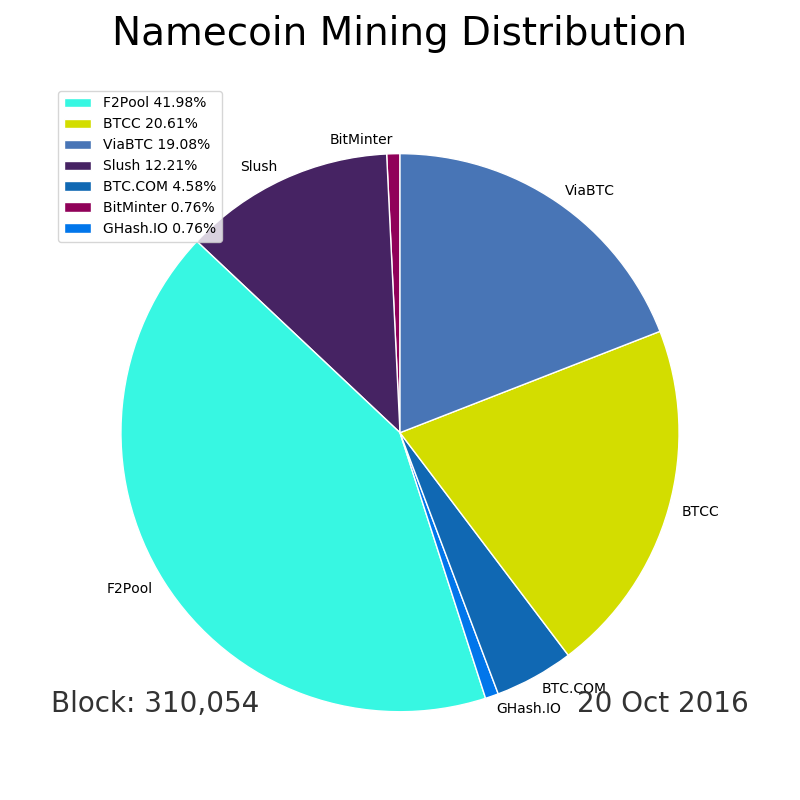 Namecoin Mining Distribution
F2Pool 41.98%
BTCC 20.61%
ViaBTC 19.08%
Slush 12.21%
BTC.COM 4.58%
BitMinter 0.76%
GHash.IO 0.76%
BitMinter
Slush
ViaBTC
BTCC
F2Pool
BTC.COM
GHash.IO
Block: 310,054
20 Oct 2016